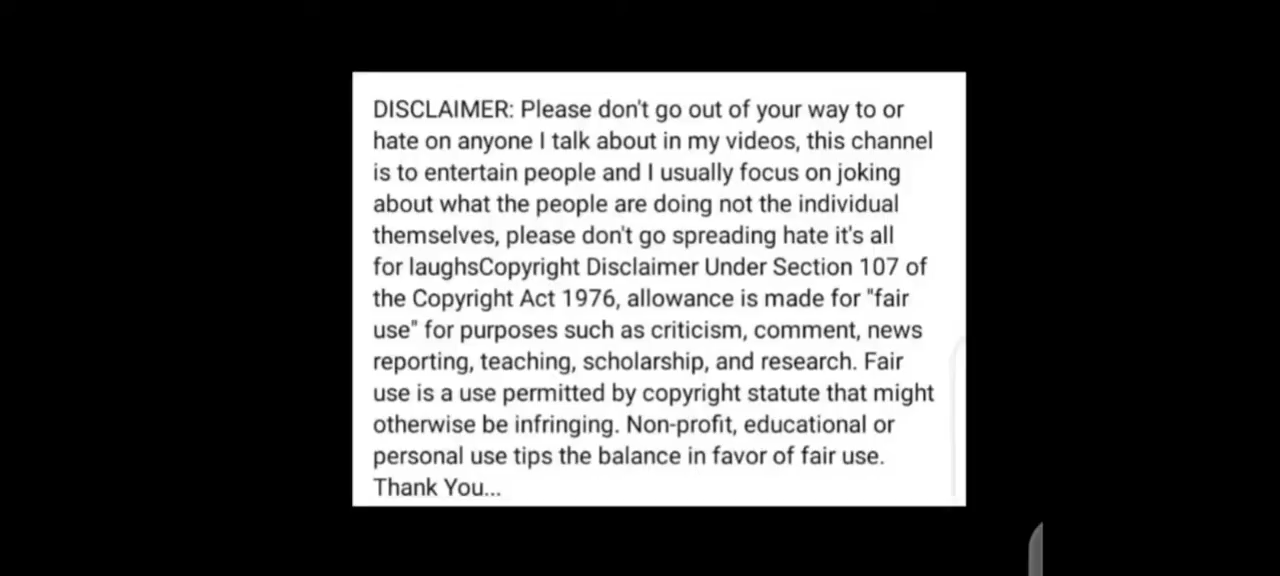 DISCLAIMER: Please don't go out of your way to or
hate on anyone I talk about in my videos, this channel
is to entertain people and I usually focus on joking
about what the people are doing not the individual
themselves, please don't go spreading hate it's all
for laughsCopyright Disclaimer Under Section 107 of
the Copyright Act 1976, allowance is made for "fair
use" for purposes such as criticism, comment, news
reporting, teaching, scholarship, and research. Fair
use is a use permitted by copyright statute that might
otherwise be infringing. Non-profit, educational or
personal use tips the balance in favor of fair use.
Thank You...